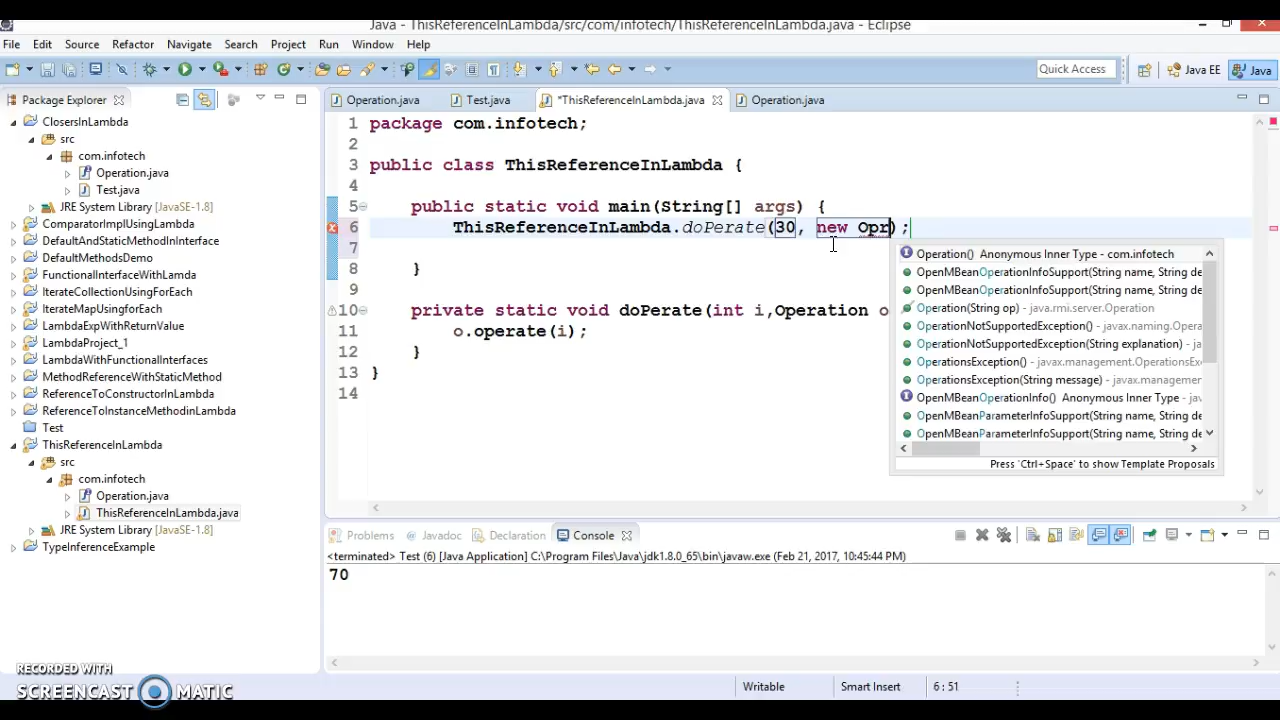 Java - ThisReferenceInLambda/src/com/infotech/ThisReferenceInLambda.java - Eclipse
File Edit Source Refactor Navigate Search Project Run Window Help
Quick Access Java EE Java
Package Explorer
Operation.java Test.java *ThisReferenceInLambda.java Operation.java
ClosersInLambda
src
com.infotech
Operation.java
Test.java
JRE System Library [JavaSE-1.8]
ComparatorImplUsingLambda
DefaultAndStaticMethodInInterface
DefaultMethodsDemo
FunctionalInterfaceWithLamda
IterateCollectionUsingForEach
IterateMapUsingforEach
LambdaExpWithReturnValue
LambdaProject_1
LambdaWithFunctionalInterfaces
MethodReferenceWithStaticMethod
ReferenceToConstructorInLambda
ReferenceToInstanceMethodinLambda
Test
ThisReferenceInLambda
src
com.infotech
Operation.java
ThisReferenceInLambda.java
JRE System Library [JavaSE-1.8]
TypeInferenceExample
1 package com.infotech;
2
3 public class ThisReferenceInLambda {
4
5 public static void main(String[] args) {
6 ThisReferenceInLambda.doPerate(30, new Opr);
7
8 }
9
10 private static void doPerate(int i,Operation o
11 o.operate(i);
12 }
13 }
14
Operation() Anonymous Inner Type - com.infotech
OpenMBeanOperationInfoSupport(String name, String de
OpenMBeanOperationInfoSupport(String name, String de
Operation(String op) - java.rmi.server.Operation
OperationNotSupportedException() - javax.naming.Opera
OperationNotSupportedException(String explanation) - j
OperationsException() - javax.management.OperationsEx
OperationsException(String message) - javax.managemen
OpenMBeanOperationInfo() Anonymous Inner Type - jav
OpenMBeanParameterInfoSupport(String name, String de
OpenMBeanParameterInfoSupport(String name, String de
Press 'Ctrl+Space' to show Template Proposals
Problems Javadoc Declaration Console
<terminated> Test (6) [Java Application] C:\Program Files\Java\jdk1.8.0_65\bin\javaw.exe (Feb 21, 2017, 10:45:44 PM)
70
Writable Smart Insert 6 : 51
RECORDED WITH
SCREENCAST MATIC